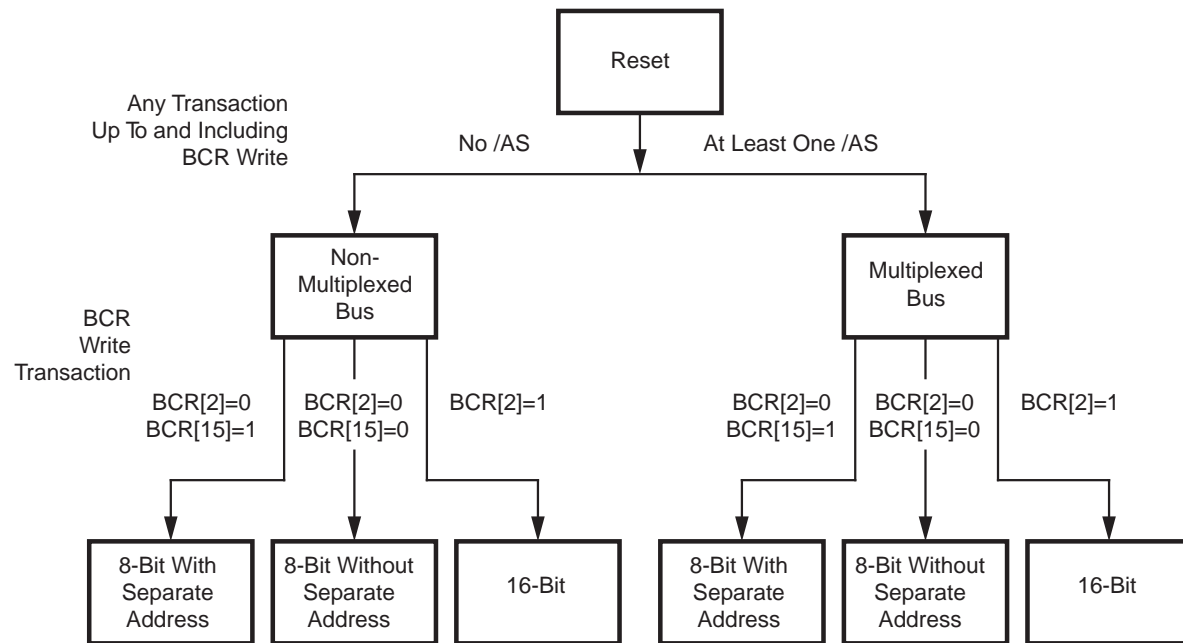 Reset
Any Transaction
Up To and Including
BCR Write
No /AS
At Least One /AS
Non-
Multiplexed
Bus
Multiplexed
Bus
BCR
Write
Transaction
BCR[2]=0
BCR[15]=1
BCR[2]=0
BCR[15]=0
BCR[2]=1
BCR[2]=0
BCR[15]=1
BCR[2]=0
BCR[15]=0
BCR[2]=1
8-Bit With
Separate
Address
8-Bit Without
Separate
Address
16-Bit
8-Bit With
Separate
Address
8-Bit Without
Separate
Address
16-Bit